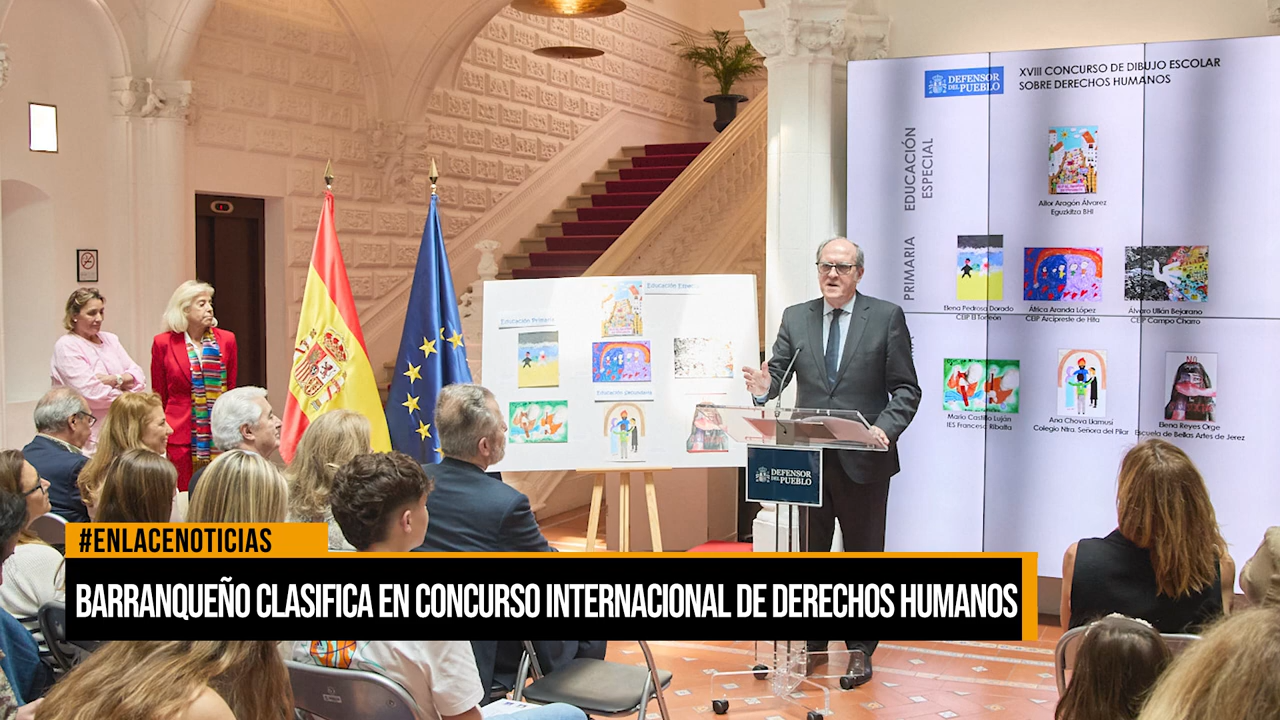 DEFENSOR
DEL PUEBLO
XVIII CONCURSO DE DIBUJO ESCOLAR
SOBRE DERECHOS HUMANOS
EDUCACIÓN
ESPECIAL
Aitor Aragón Álvarez
Eguzkitza BHI
PRIMARIA
Elena Pedrosa Dorado
CEIP El Torreón
África Aranda López
CEIP Arcipreste de Hita
Álvaro Ullán Bejarano
CEIP Campo Charro
María Castillo Luján
IES Francesc Ribalta
Ana Chova Llamusi
Colegio Ntra. Señora del Pilar
NO
Elena Reyes Orge
Escuela de Bellas Artes de Jerez
Educación Especial
Educación Primaria
Educación Secundaria
DEFENSOR
DEL PUEBLO
#ENLACENOTICIAS
BARRANQUEÑO CLASIFICA EN CONCURSO INTERNACIONAL DE DERECHOS HUMANOS